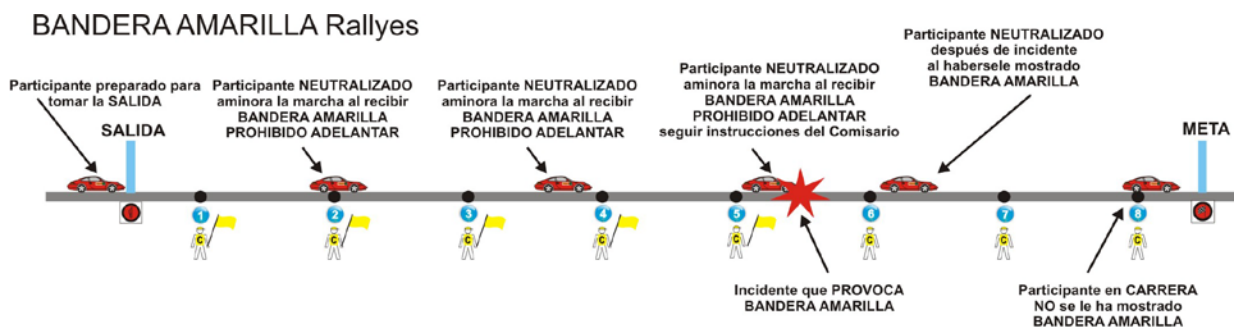 BANDERA AMARILLA Rallyes
Participante preparado para
tomar la SALIDA
SALIDA
Participante NEUTRALIZADO
aminora la marcha al recibir
BANDERA AMARILLA
PROHIBIDO ADELANTAR
Participante NEUTRALIZADO
aminora la marcha al recibir
BANDERA AMARILLA
PROHIBIDO ADELANTAR
Participante NEUTRALIZADO
aminora la marcha al recibir
BANDERA AMARILLA
PROHIBIDO ADELANTAR
seguir instrucciones del Comisario
Participante NEUTRALIZADO
después de incidente
al habersele mostrado
BANDERA AMARILLA
META
1
2
3
4
5
6
7
8
C
C
C
C
C
C
C
C
Incidente que PROVOCA
BANDERA AMARILLA
Participante en CARRERA
NO se le ha mostrado
BANDERA AMARILLA